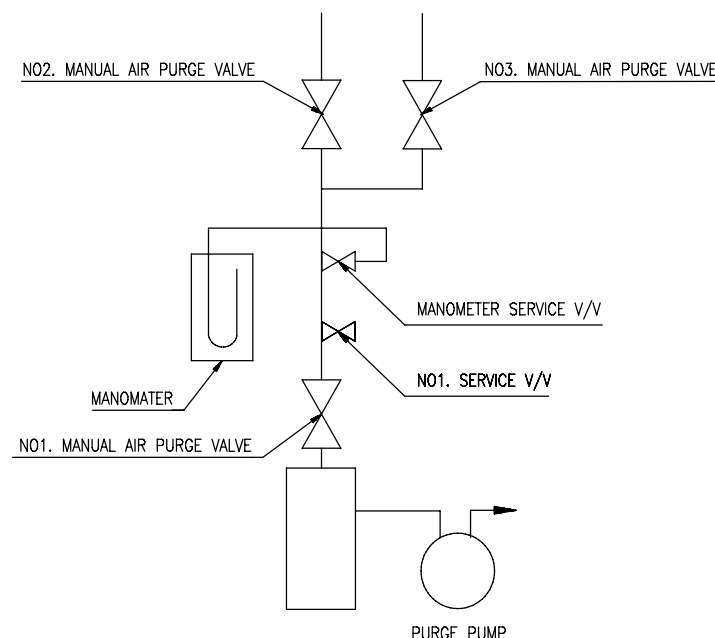 NO2. MANUAL AIR PURGE VALVE
NO3. MANUAL AIR PURGE VALVE
MANOMETER SERVICE V/V
NO1. SERVICE V/V
MANOMATER
NO1. MANUAL AIR PURGE VALVE
PURGE PUMP